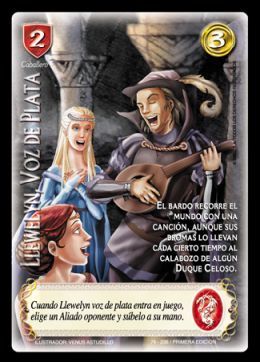 2
3
Caballero
LLEWELYN, VOZ DE PLATA
EL BARDO RECORRE EL
MUNDO CON UNA
CANCIÓN, AUNQUE SUS
BROMAS LO LLEVAN
CADA CIERTO TIEMPO AL
CALABOZO DE ALGÚN
DUQUE CELOSO.
Cuando Llewelyn voz de plata entra en juego,
elige un Aliado oponente y súbelo a su mano.
ILUSTRADOR: VENUS ASTUDILLO
/ PRIMERA EDICIÓN